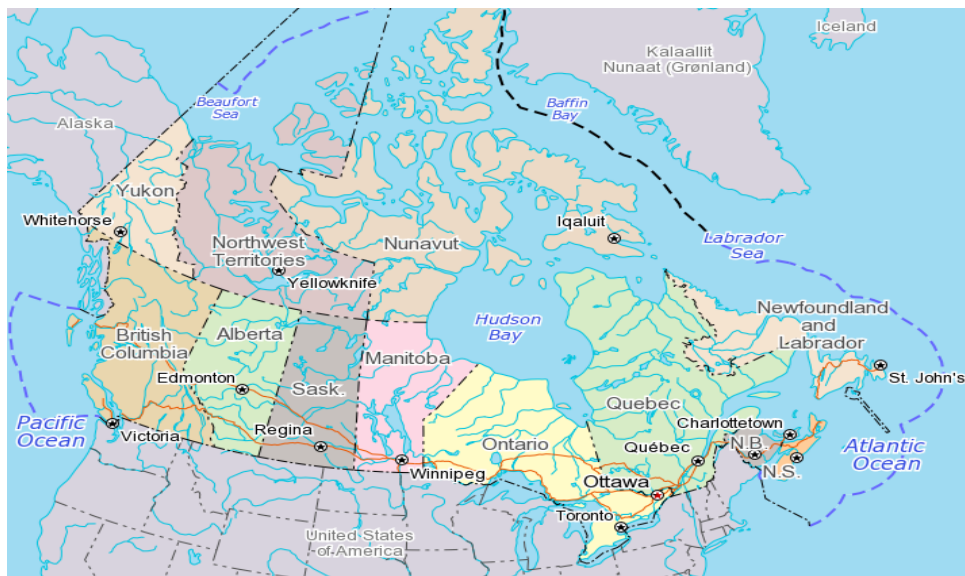 Iceland
Kalaallit
Nunaat (Grønland)
Beaufort
Sea
Baffin
Bay
Alaska
Yukon
Whitehorse
Iqaluit
Northwest
Territories
Nunavut
Labrador
Sea
Yellowknife
Newfoundland
and
Labrador
Hudson
Bay
British
Columbia
Alberta
Manitoba
Edmonton
Sask.
St. John's
Pacific
Ocean
Victoria
Regina
Quebec
Charlottetown
Ontario
Québec
N.B.
N.S.
Atlantic
Ocean
Winnipeg
Ottawa
Toronto
United States
of America